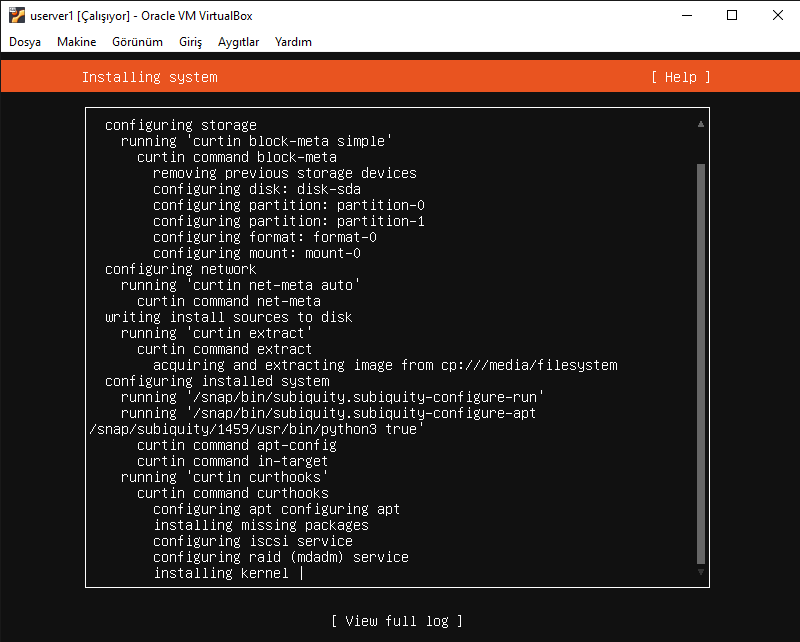 userver1 [Çalışıyor] - Oracle VM VirtualBox
Dosya Makine Görünüm Giriş Aygıtlar Yardım
Installing system [ Help ]
configuring storage
running 'curtin block-meta simple'
curtin command block-meta
removing previous storage devices
configuring disk: disk-sda
configuring partition: partition-0
configuring partition: partition-1
configuring format: format-0
configuring mount: mount-0
configuring network
running 'curtin net-meta auto'
curtin command net-meta
writing install sources to disk
running 'curtin extract'
curtin command extract
acquiring and extracting image from cp:///media/filesystem
configuring installed system
running '/snap/bin/subiquity.subiquity-configure-run'
running '/snap/bin/subiquity.subiquity-configure-apt
/snap/subiquity/1459/usr/bin/python3 true'
curtin command apt-config
curtin command in-target
running 'curtin curthooks'
curtin command curthooks
configuring apt configuring apt
installing missing packages
configuring iscsi service
configuring raid (mdadm) service
installing kernel |
[ View full log ]